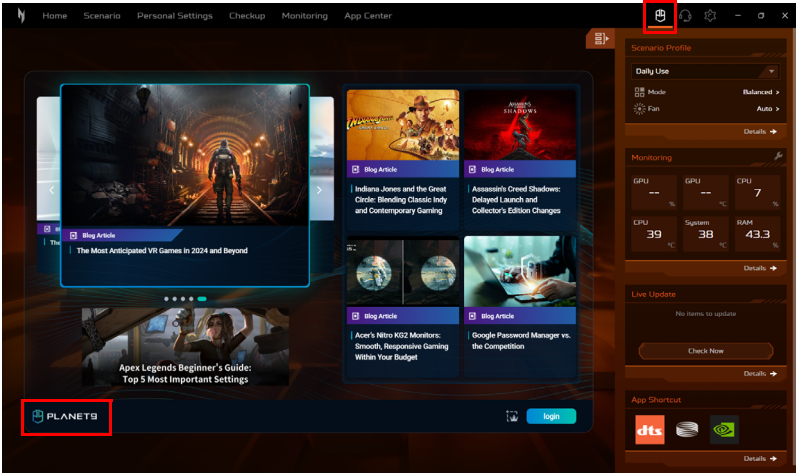 Home Scenario Personal Settings Checkup Monitoring App Center
Scenario Profile
Daily Use
Mode Balanced >
Fan Auto >
Details →
Monitoring
GPU
--
%
GPU
--
°C
CPU
7
%
CPU
39
°C
System
38
°C
RAM
43.3
%
Details →
Live Update
No items to update
Check Now
Details →
App Shortcut
dts
Details →
Blog Article
The Most Anticipated VR Games in 2024 and Beyond
Blog Article
Indiana Jones and the Great
Circle: Blending Classic Indy
and Contemporary Gaming
ASSASSIN'S CREED
SHADOWS
Blog Article
Assassin's Creed Shadows:
Delayed Launch and
Collector's Edition Changes
Blog Article
Acer's Nitro KG2 Monitors:
Smooth, Responsive Gaming
Within Your Budget
Blog Article
Google Password Manager vs.
the Competition
Apex Legends Beginner's Guide:
Top 5 Most Important Settings
PLANET9
login